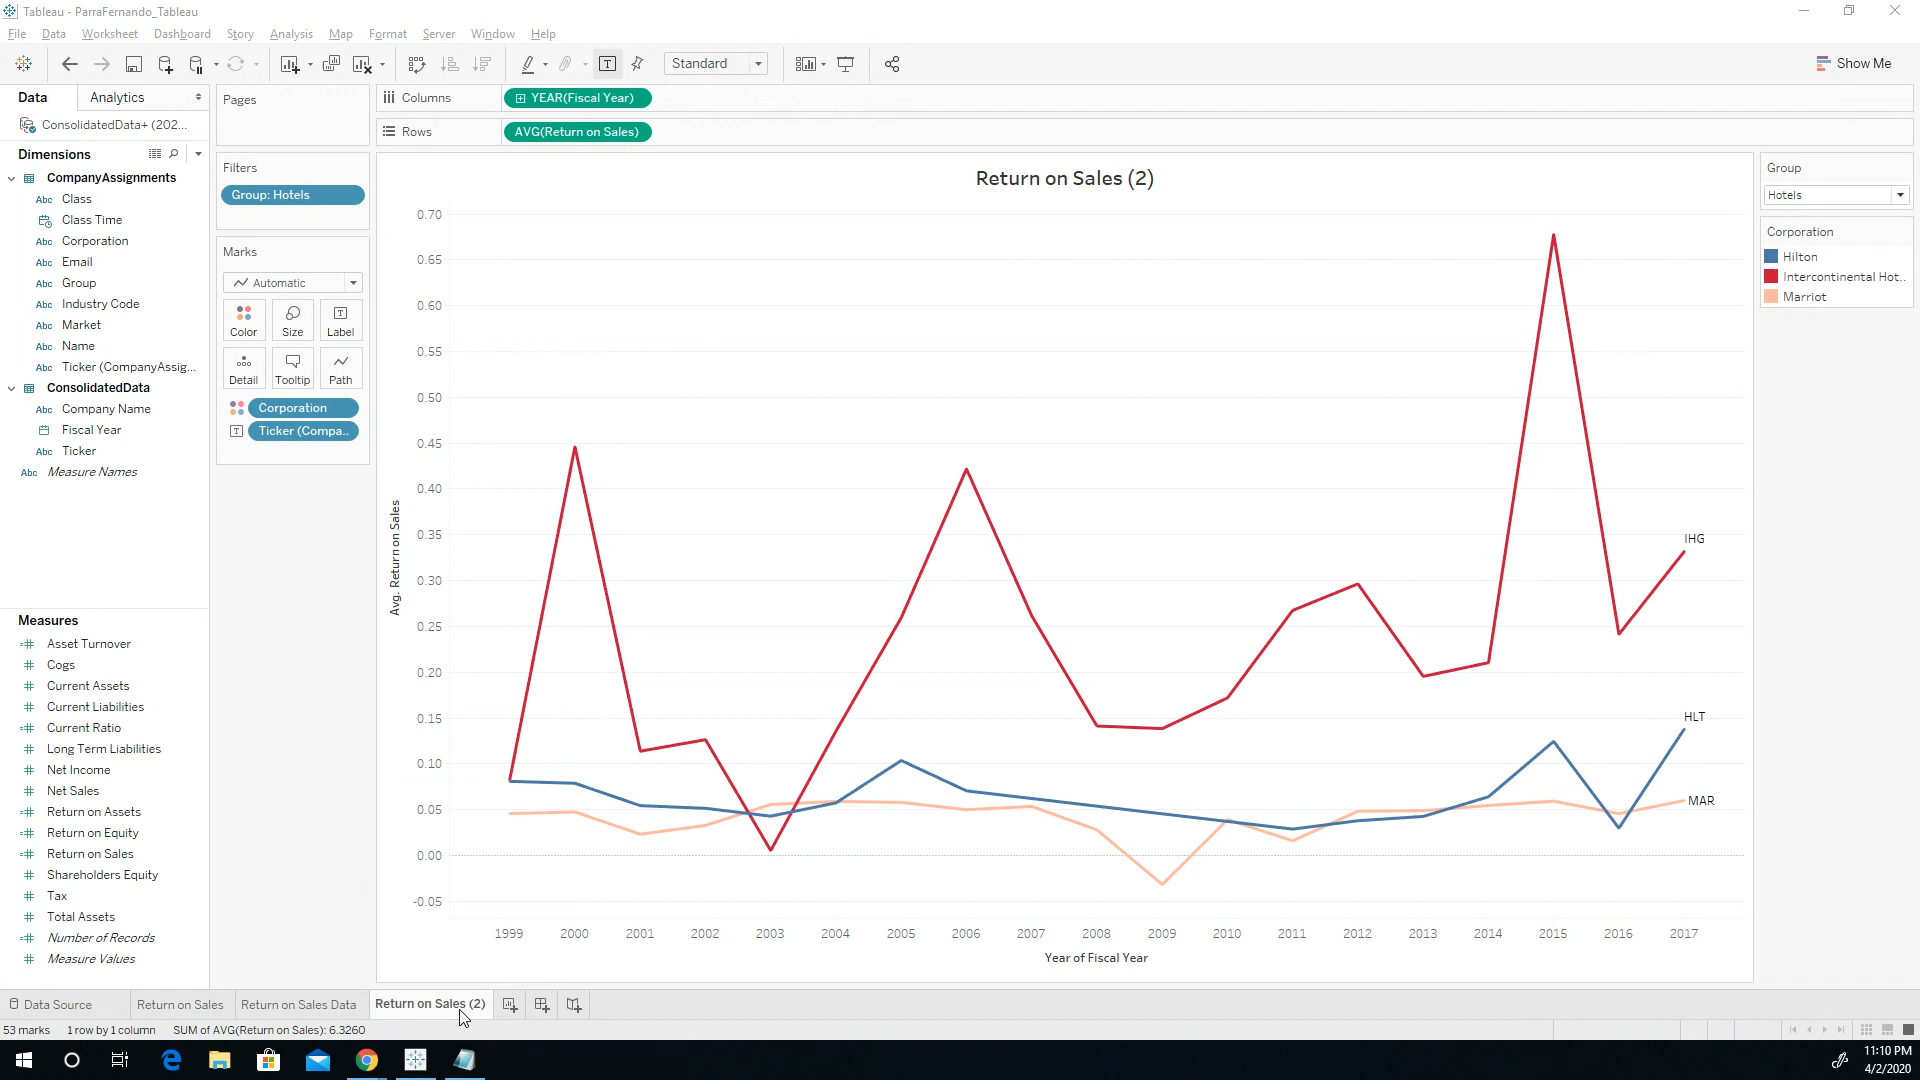 Tableau - ParraFernando_Tableau
File Data Worksheet Dashboard Story Analysis Map Format Server Window Help
Standard
Show Me
Data Analytics
ConsolidatedData+ (202...
Dimensions
CompanyAssignments
Abc Class
Class Time
Abc Corporation
Abc Email
Abc Group
Abc Industry Code
Abc Market
Abc Name
Abc Ticker (CompanyAssig...
ConsolidatedData
Abc Company Name
Fiscal Year
Abc Ticker
Abc Measure Names
Measures
Asset Turnover
Cogs
Current Assets
Current Liabilities
Current Ratio
Long Term Liabilities
Net Income
Net Sales
Return on Assets
Return on Equity
Return on Sales
Shareholders Equity
Tax
Total Assets
Number of Records
Measure Values
Pages
Filters
Group: Hotels
Marks
Automatic
Color Size Label
Detail Tooltip Path
Corporation
Ticker (Compa..
Columns YEAR(Fiscal Year)
Rows AVG(Return on Sales)
Return on Sales (2)
Avg. Return on Sales
0.70
0.65
0.60
0.55
0.50
0.45
0.40
0.35
0.30
0.25
0.20
0.15
0.10
0.05
0.00
-0.05
IHG
HLT
MAR
1999 2000 2001 2002 2003 2004 2005 2006 2007 2008 2009 2010 2011 2012 2013 2014 2015 2016 2017
Year of Fiscal Year
Group
Hotels
Corporation
Hilton
Intercontinental Hot..
Marriot
Data Source Return on Sales Return on Sales Data Return on Sales (2)
53 marks 1 row by 1 column SUM of AVG(Return on Sales): 6.3260
11:10 PM
4/2/2020